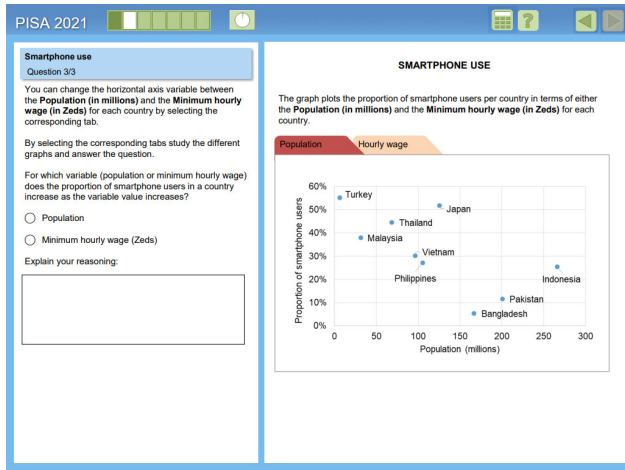 PISA 2021
?
Smartphone use
Question 3/3
You can change the horizontal axis variable between
the Population (in millions) and the Minimum hourly
wage (in Zeds) for each country by selecting the
corresponding tab.
By selecting the corresponding tabs study the different
graphs and answer the question.
For which variable (population or minimum hourly wage)
does the proportion of smartphone users in a country
increase as the variable value increases?
Population
Minimum hourly wage (Zeds)
Explain your reasoning:
SMARTPHONE USE
The graph plots the proportion of smartphone users per country in terms of either
the Population (in millions) and the Minimum hourly wage (in Zeds) for each
country.
Population
Hourly wage
Proportion of smartphone users
60%
50%
40%
30%
20%
10%
0%
Turkey
Japan
Thailand
Malaysia
Vietnam
Philippines
Indonesia
Pakistan
Bangladesh
0 50 100 150 200 250 300
Population (millions)